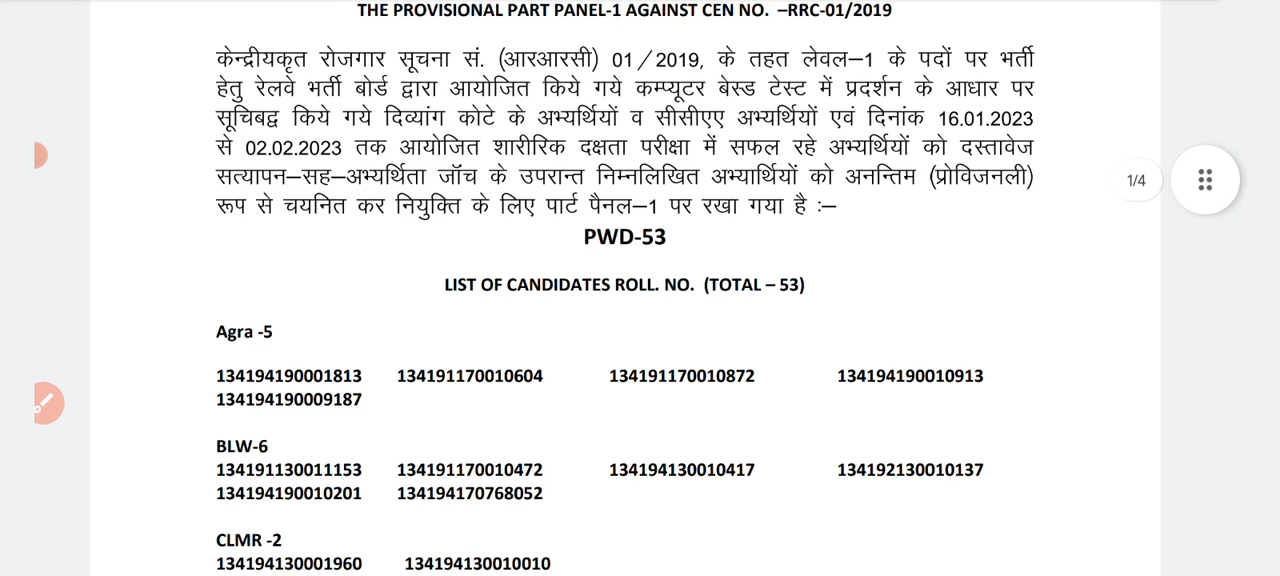 THE PROVISIONAL PART PANEL-1 AGAINST CEN NO. –RRC-01/2019
केन्द्रीयकृत रोजगार सूचना सं. (आरआरसी) 01/2019, के तहत लेवल–1 के पदों पर भर्ती
हेतु रेलवे भर्ती बोर्ड द्वारा आयोजित किये गये कम्प्यूटर बेस्ड टेस्ट में प्रदर्शन के आधार पर
सूचिबद्व किये गये दिव्यांग कोटे के अभ्यर्थियों व सीसीएए अभ्यर्थियों एवं दिनांक 16.01.2023
से 02.02.2023 तक आयोजित शारीरिक दक्षता परीक्षा में सफल रहे अभ्यर्थियों को दस्तावेज
सत्यापन–सह–अभ्यर्थिता जॉच के उपरान्त निम्नलिखित अभ्यार्थियों को अनन्तिम (प्रोविजनली)
रूप से चयनित कर नियुक्ति के लिए पार्ट पैनल–1 पर रखा गया है :–
1/4
PWD-53
LIST OF CANDIDATES ROLL. NO. (TOTAL – 53)
Agra -5
134194190001813 134191170010604 134191170010872 134194190010913
134194190009187
BLW-6
134191130011153 134191170010472 134194130010417 134192130010137
134194190010201 134194170768052
CLMR -2
134194130001960 134194130010010